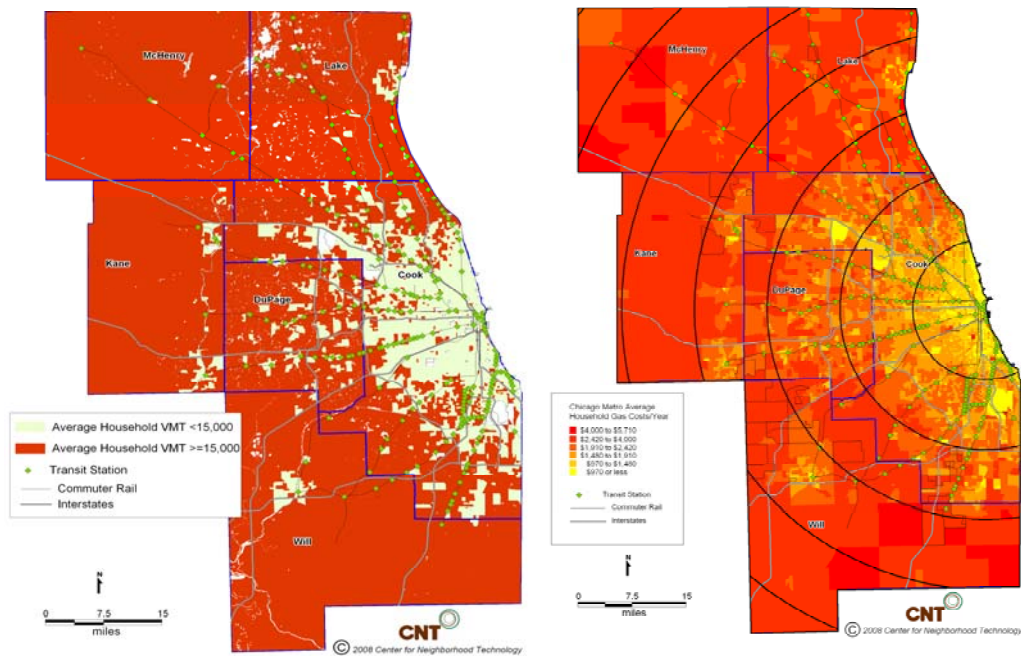 McHenry
Lake
Kane
Cook
DuPage
Will
Average Household VMT <15,000
Average Household VMT >=15,000
Transit Station
Commuter Rail
Interstates
N
0 7.5 15
miles
CNT
© 2008 Center for Neighborhood Technology
McHenry
Lake
Kane
Cook
DuPage
Will
Chicago Metro Average
Household Gas Costs/Year
$4,000 to $5,710
$2,420 to $4,000
$1,910 to $2,420
$1,480 to $1,910
$970 to $1,480
$970 or less
Transit Station
Commuter Rail
Interstates
N
0 7.5 15
miles
CNT
© 2008 Center for Neighborhood Technology